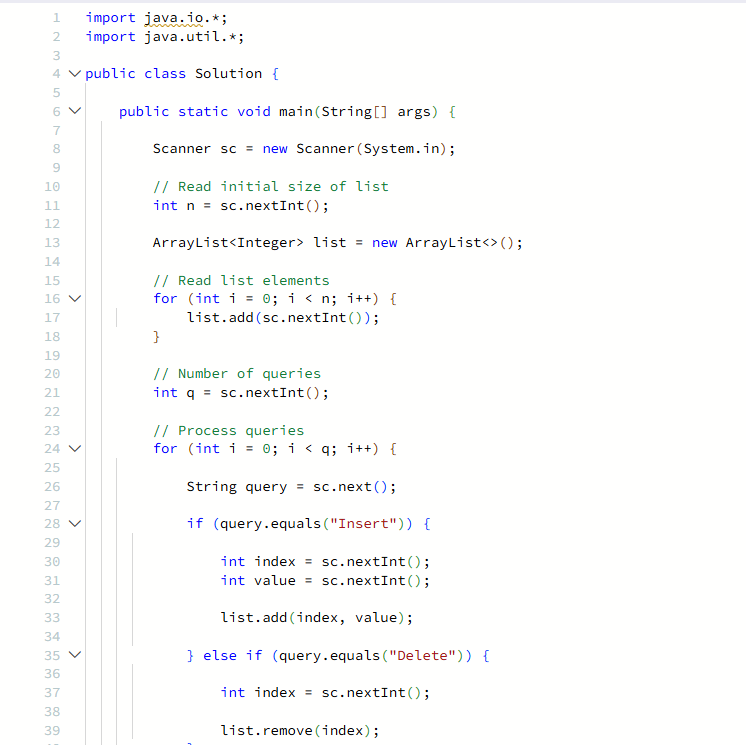 1 import java.io.*;
2 import java.util.*;
3
4 public class Solution {
5
6 public static void main(String[] args) {
7
8 Scanner sc = new Scanner(System.in);
9
10 // Read initial size of list
11 int n = sc.nextInt();
12
13 ArrayList<Integer> list = new ArrayList<>();
14
15 // Read list elements
16 for (int i = 0; i < n; i++) {
17 list.add(sc.nextInt());
18 }
19
20 // Number of queries
21 int q = sc.nextInt();
22
23 // Process queries
24 for (int i = 0; i < q; i++) {
25
26 String query = sc.next();
27
28 if (query.equals("Insert")) {
29
30 int index = sc.nextInt();
31 int value = sc.nextInt();
32
33 list.add(index, value);
34
35 } else if (query.equals("Delete")) {
36
37 int index = sc.nextInt();
38
39 list.remove(index);